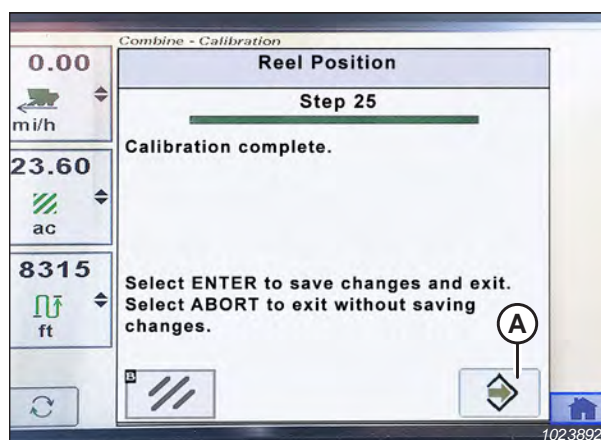 Combine - Calibration
Reel Position
Step 25
Calibration complete.
Select ENTER to save changes and exit.
Select ABORT to exit without saving
changes.
0.00
mi/h
23.60
ac
8315
ft
A
B
1023892